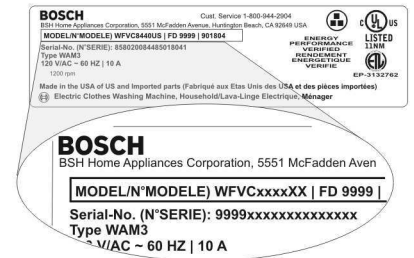 BOSCH
Cust. Service 1-800-944-2904
BSH Home Appliances Corporation, 5551 McFadden Avenue, Huntington Beach, CA 92649 USA
MODEL/N°MODELE) WFVC8440US | FD 9999 | 901804
Serial-No. (N°SERIE): 858020084485018041
Type WAM3
120 V/AC ~ 60 HZ | 10 A
1200 rpm
Made in the USA of US and Imported parts (Fabriqué aux Etats Unis des USA et des pièces importées)
Electric Clothes Washing Machine, Household/Lava-Linge Electrique, Ménager
ENERGY
PERFORMANCE
VERIFIED
RENDEMENT
ENERGETIQUE
VERIFIE
C UL US
LISTED
11NM
ETL
EP-3132762
BOSCH
BSH Home Appliances Corporation, 5551 McFadden Aven
MODEL/N°MODELE) WFVCxxxxXX | FD 9999 |
Serial-No. (N°SERIE): 9999xxxxxxxxxxxxxx
Type WAM3
V/AC ~ 60 HZ | 10 A